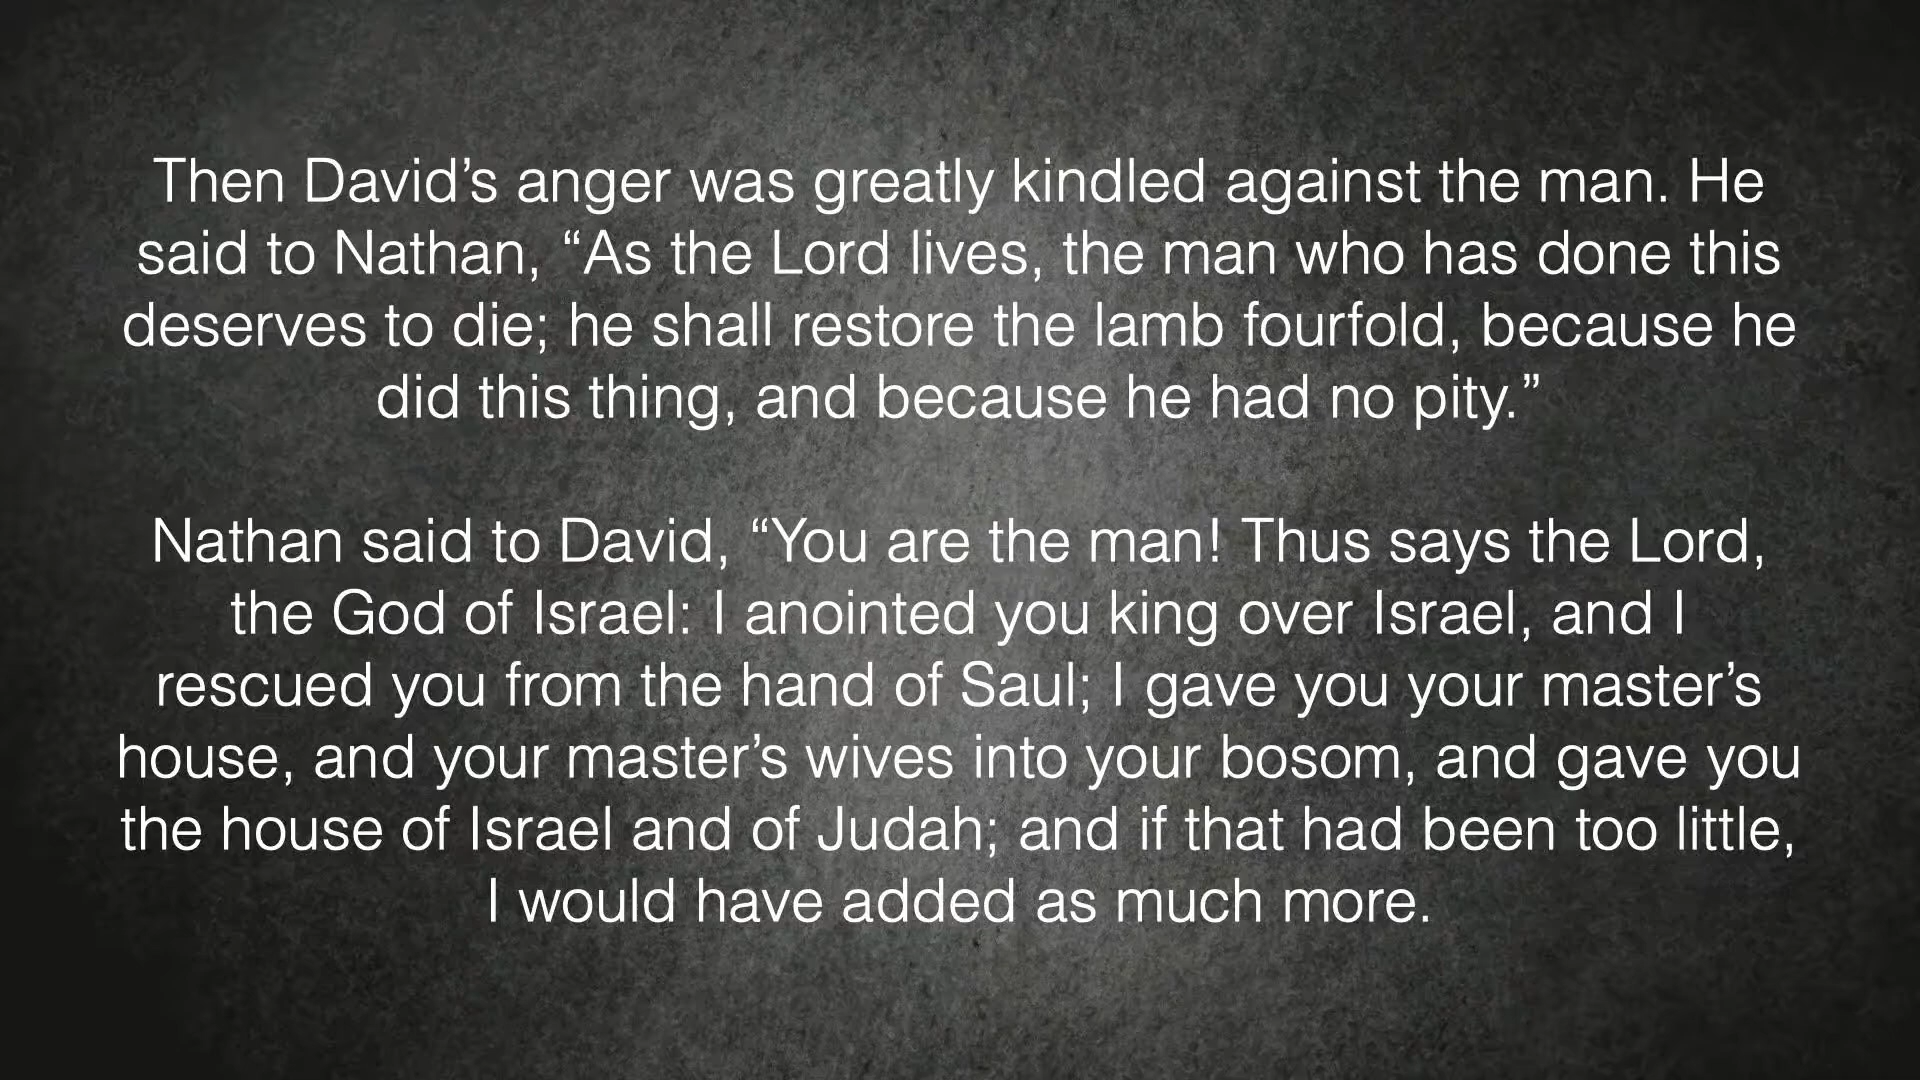 Then David’s anger was greatly kindled against the man. He
said to Nathan, “As the Lord lives, the man who has done this
deserves to die; he shall restore the lamb fourfold, because he
did this thing, and because he had no pity.”
Nathan said to David, “You are the man! Thus says the Lord,
the God of Israel: I anointed you king over Israel, and I
rescued you from the hand of Saul; I gave you your master’s
house, and your master’s wives into your bosom, and gave you
the house of Israel and of Judah; and if that had been too little,
I would have added as much more.